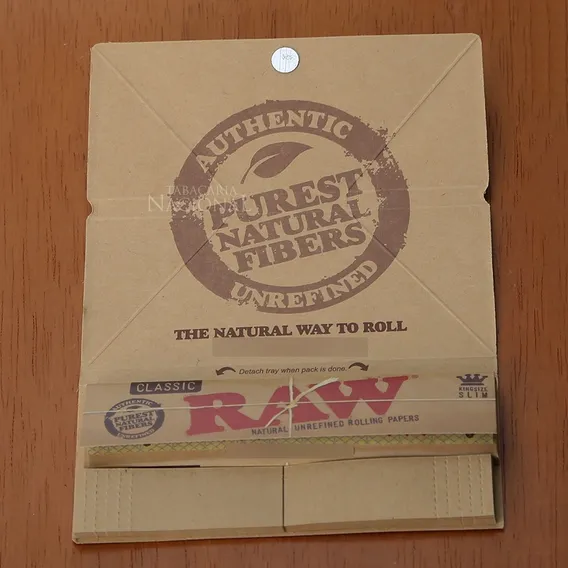 AUTHENTIC
TABACARIA
NACIONAL
PUREST
NATURAL
FIBERS
UNREFINED
THE NATURAL WAY TO ROLL
Detach tray when pack is done.
CLASSIC
AUTHENTIC
PUREST
NATURAL
FIBERS
UNREFINED
RAW
NATURAL UNREFINED ROLLING PAPERS
KINGSIZE
SLIM